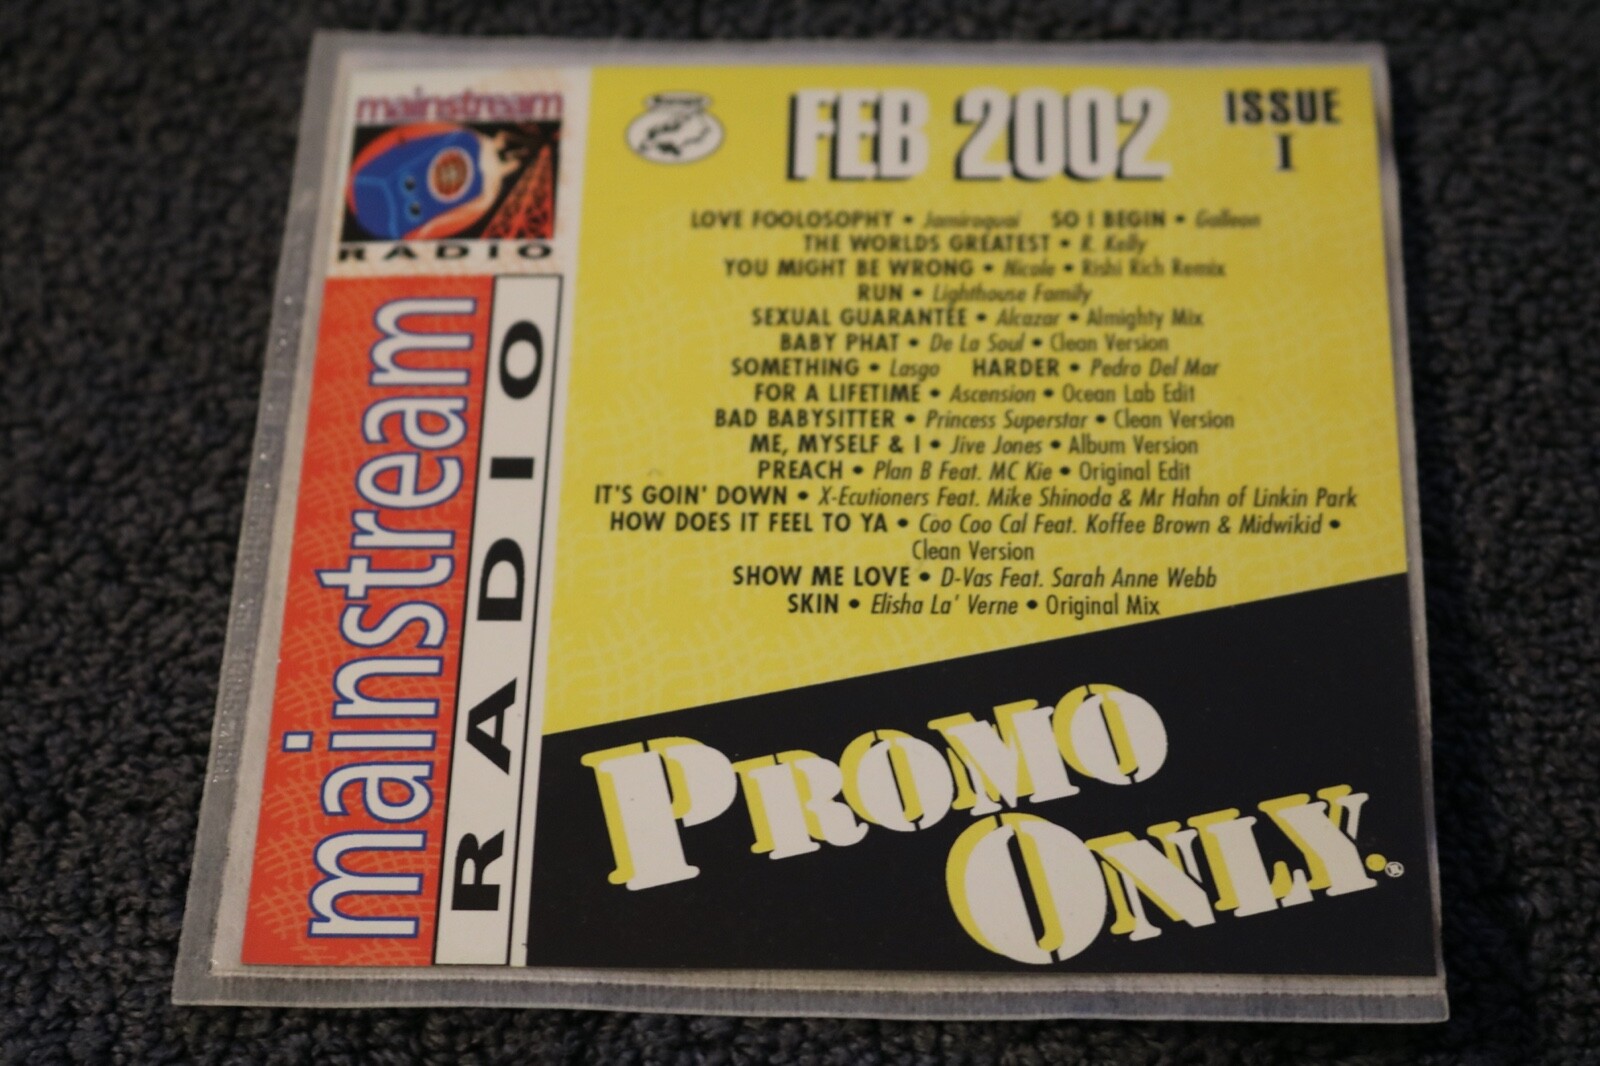 mainstream
RADIO
mainstream
RADIO
FEB 2002
ISSUE
I
LOVE FOOLOSOPHY • Jamiroquai SO I BEGIN • Galleon
THE WORLDS GREATEST • R. Kelly
YOU MIGHT BE WRONG • Nicole • Rishi Rich Remix
RUN • Lighthouse Family
SEXUAL GUARANTEE • Alcazar • Almighty Mix
BABY PHAT • De La Soul • Clean Version
SOMETHING • Lasgo HARDER • Pedro Del Mar
FOR A LIFETIME • Ascension • Ocean Lab Edit
BAD BABYSITTER • Princess Superstar • Clean Version
ME, MYSELF & I • Jive Jones • Album Version
PREACH • Plan B Feat. MC Kie • Original Edit
IT'S GOIN' DOWN • X-Ecutioners Feat. Mike Shinoda & Mr Hahn of Linkin Park
HOW DOES IT FEEL TO YA • Coo Coo Cal Feat. Koffee Brown & Midwikid •
Clean Version
SHOW ME LOVE • D-Vas Feat. Sarah Anne Webb
SKIN • Elisha La' Verne • Original Mix
PROMO
ONLY.®